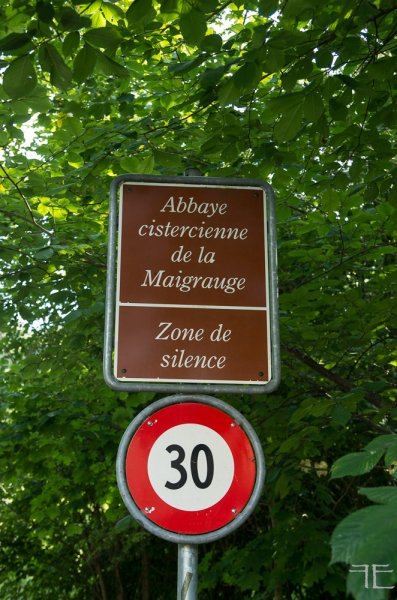 Abbaye
cistercienne
de la
Maigrauge
Zone de
silence
30